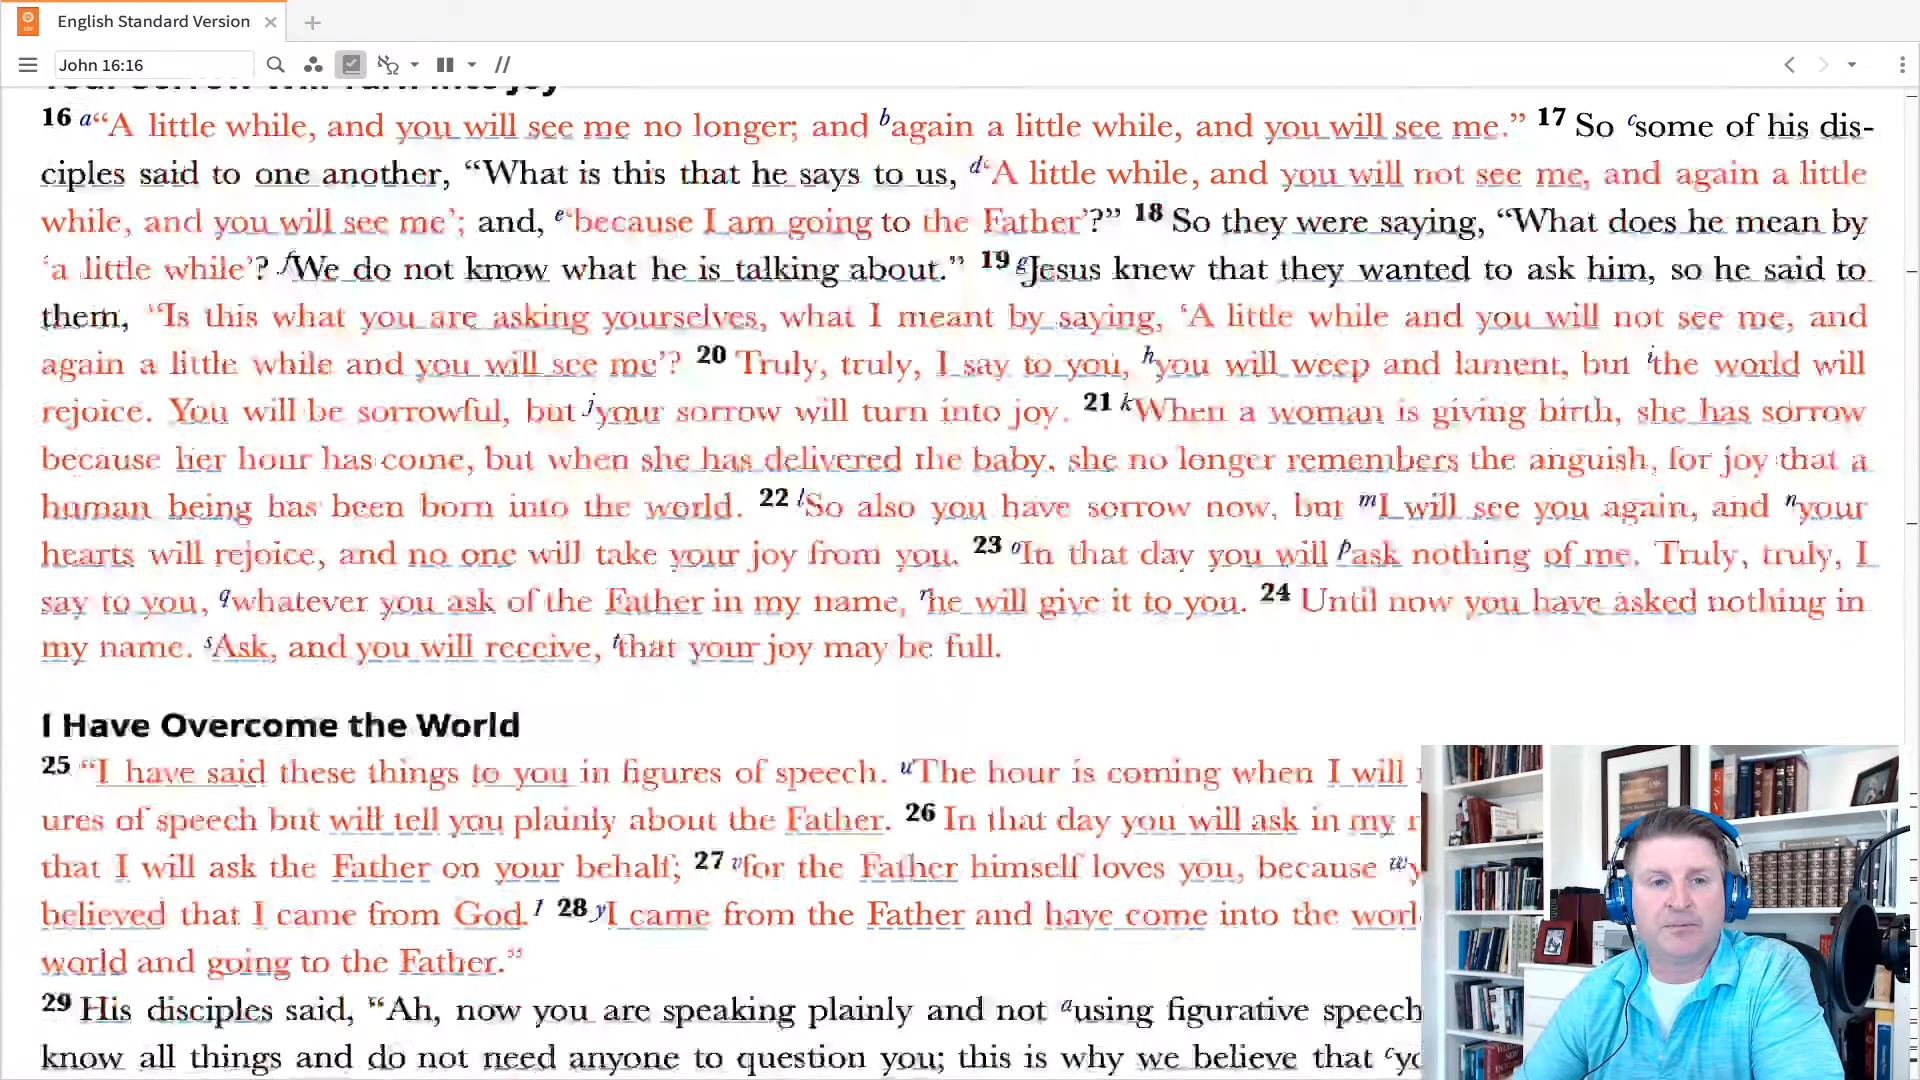 English Standard Version
John 16:16
16 a“A little while, and you will see me no longer; and bagain a little while, and you will see me.” 17 So csome of his dis-
ciples said to one another, “What is this that he says to us, d‘A little while, and you will not see me, and again a little
while, and you will see me’; and, e‘because I am going to the Father’?” 18 So they were saying, “What does he mean by
‘a little while’? fWe do not know what he is talking about.” 19 gJesus knew that they wanted to ask him, so he said to
them, “Is this what you are asking yourselves, what I meant by saying, ‘A little while and you will not see me, and
again a little while and you will see me’? 20 Truly, truly, I say to you, hyou will weep and lament, but ithe world will
rejoice. You will be sorrowful, but jyour sorrow will turn into joy. 21 kWhen a woman is giving birth, she has sorrow
because her hour has come, but when she has delivered the baby, she no longer remembers the anguish, for joy that a
human being has been born into the world. 22 lSo also you have sorrow now, but mI will see you again, and nyour
hearts will rejoice, and no one will take your joy from you. 23 oIn that day you will pask nothing of me. Truly, truly, I
say to you, qwhatever you ask of the Father in my name, rhe will give it to you. 24 Until now you have asked nothing in
my name. sAsk, and you will receive, tthat your joy may be full.
I Have Overcome the World
25 “I have said these things to you in figures of speech. uThe hour is coming when I will
ures of speech but will tell you plainly about the Father. 26 In that day you will ask in my
that I will ask the Father on your behalf; 27 vfor the Father himself loves you, because
believed that I came from God.1 28 yI came from the Father and have come into the worl
world and going to the Father.”
29 His disciples said, “Ah, now you are speaking plainly and not ausing figurative speech
know all things and do not need anyone to question you; this is why we believe that